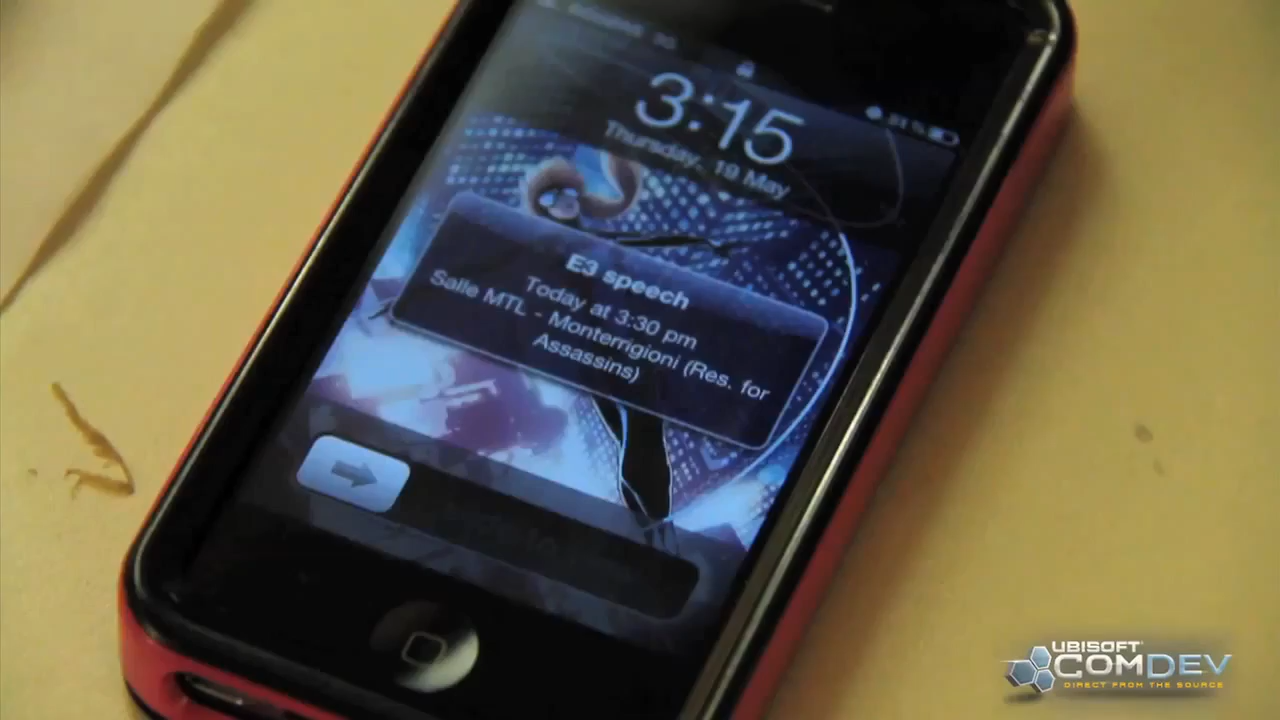 3:15
Thursday, 19 May
E3 speech
Today at 3:30 pm
Salle MTL - Monterrigioni (Res. for
Assassins)
UBISOFT
COMDEV
DIRECT FROM THE SOURCE